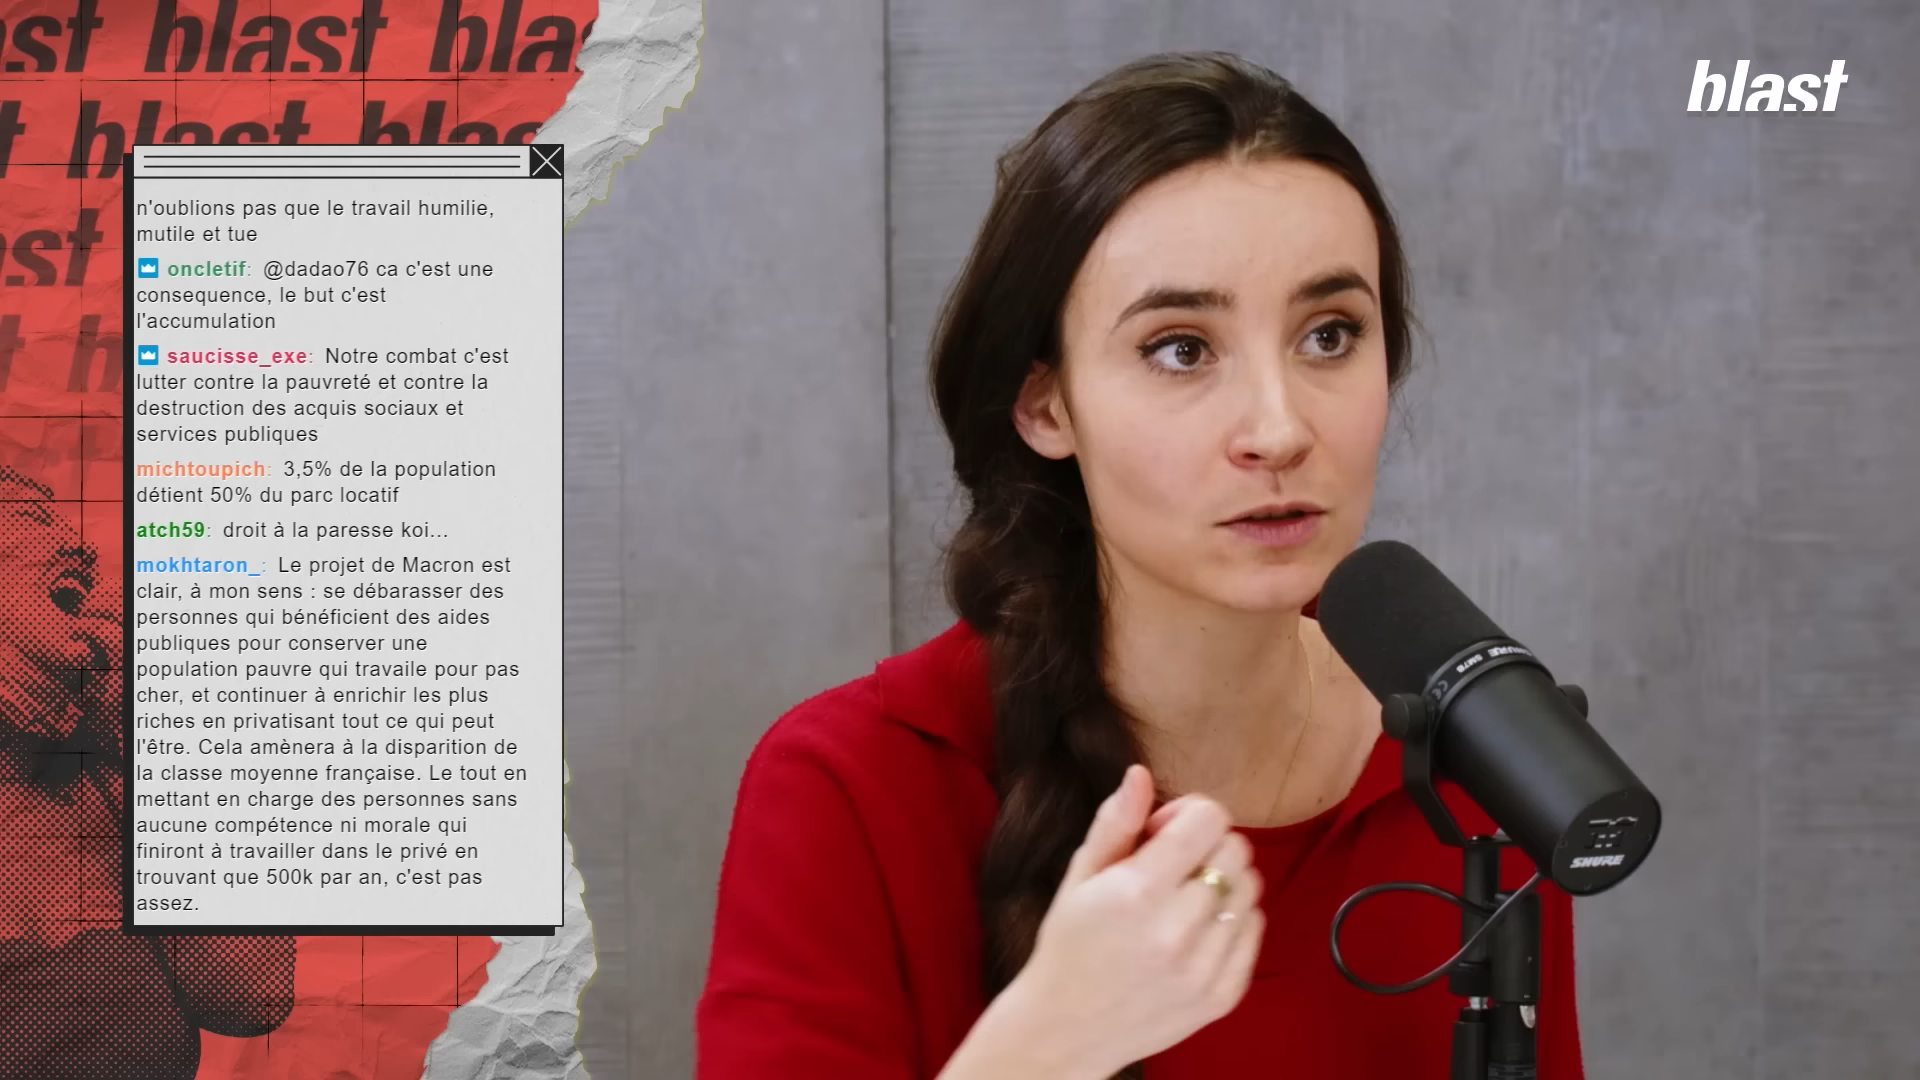 ast blast blast
blast
t blast blast
n'oublions pas que le travail humilie,
mutile et tue
oncletif: @dadao76 ca c'est une
consequence, le but c'est
l'accumulation
saucisse_exe: Notre combat c'est
lutter contre la pauvreté et contre la
destruction des acquis sociaux et
services publiques
michtoupich: 3,5% de la population
détient 50% du parc locatif
atch59: droit à la paresse koi...
mokhtaron_: Le projet de Macron est
clair, à mon sens : se débarasser des
personnes qui bénéficient des aides
publiques pour conserver une
population pauvre qui travaile pour pas
cher, et continuer à enrichir les plus
riches en privatisant tout ce qui peut
l'être. Cela amènera à la disparition de
la classe moyenne française. Le tout en
mettant en charge des personnes sans
aucune compétence ni morale qui
finiront à travailler dans le privé en
trouvant que 500k par an, c'est pas
assez.
SHURE SM7B
SHURE